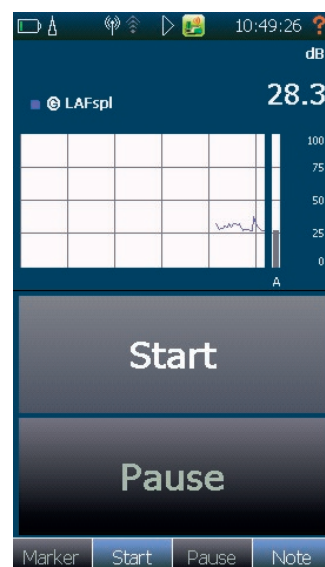 10:49:26 ?
dB
G LAFspl 28.3
100
75
50
25
0
A
Start
Pause
Marker Start Pause Note